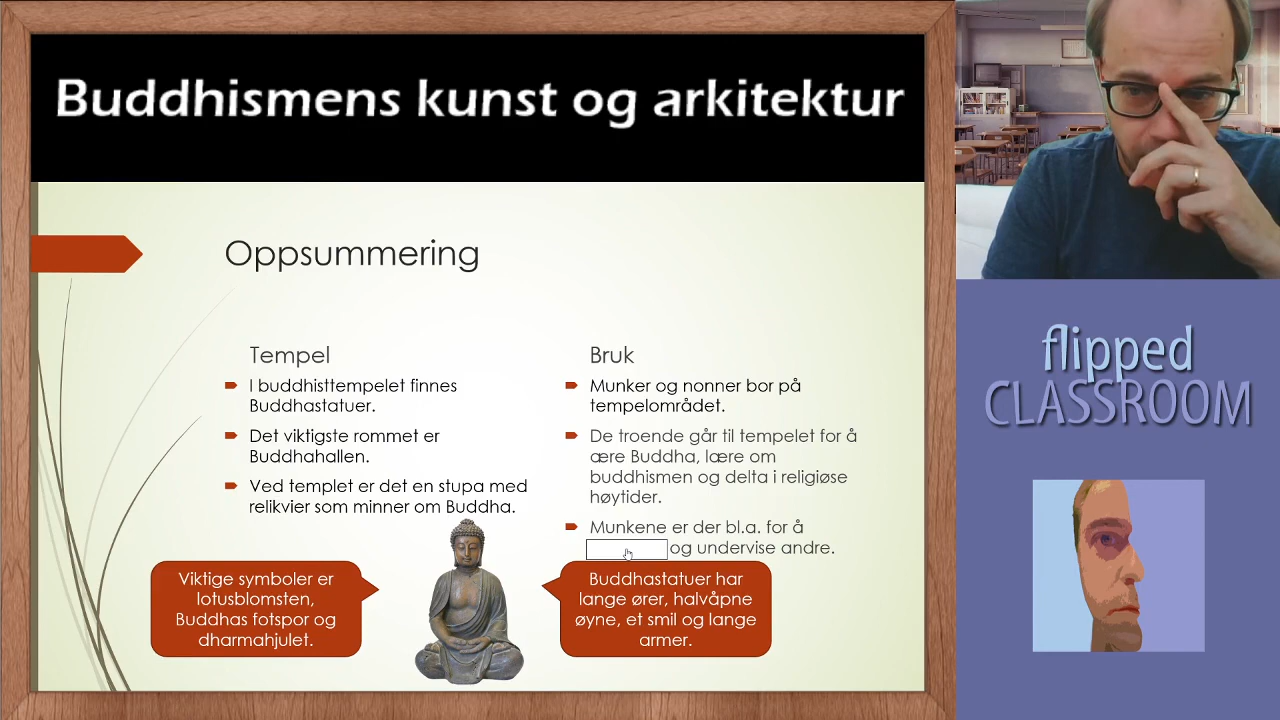 Buddhismens kunst og arkitektur
Oppsummering
Tempel
I buddhisttempelet finnes
Buddhastatuer.
Det viktigste rommet er
Buddhahallen.
Ved templet er det en stupa med
relikvier som minner om Buddha.
Bruk
Munker og nonner bor på
tempelområdet.
De troende går til tempelet for å
ære Buddha, lære om
buddhismen og delta i religiøse
høytider.
Munkene er der bl.a. for å
og undervise andre.
Viktige symboler er
lotusblomsten,
Buddhas fotspor og
dharmahjulet.
Buddhastatuer har
lange ører, halvåpne
øyne, et smil og lange
armer.
flipped
CLASSROOM